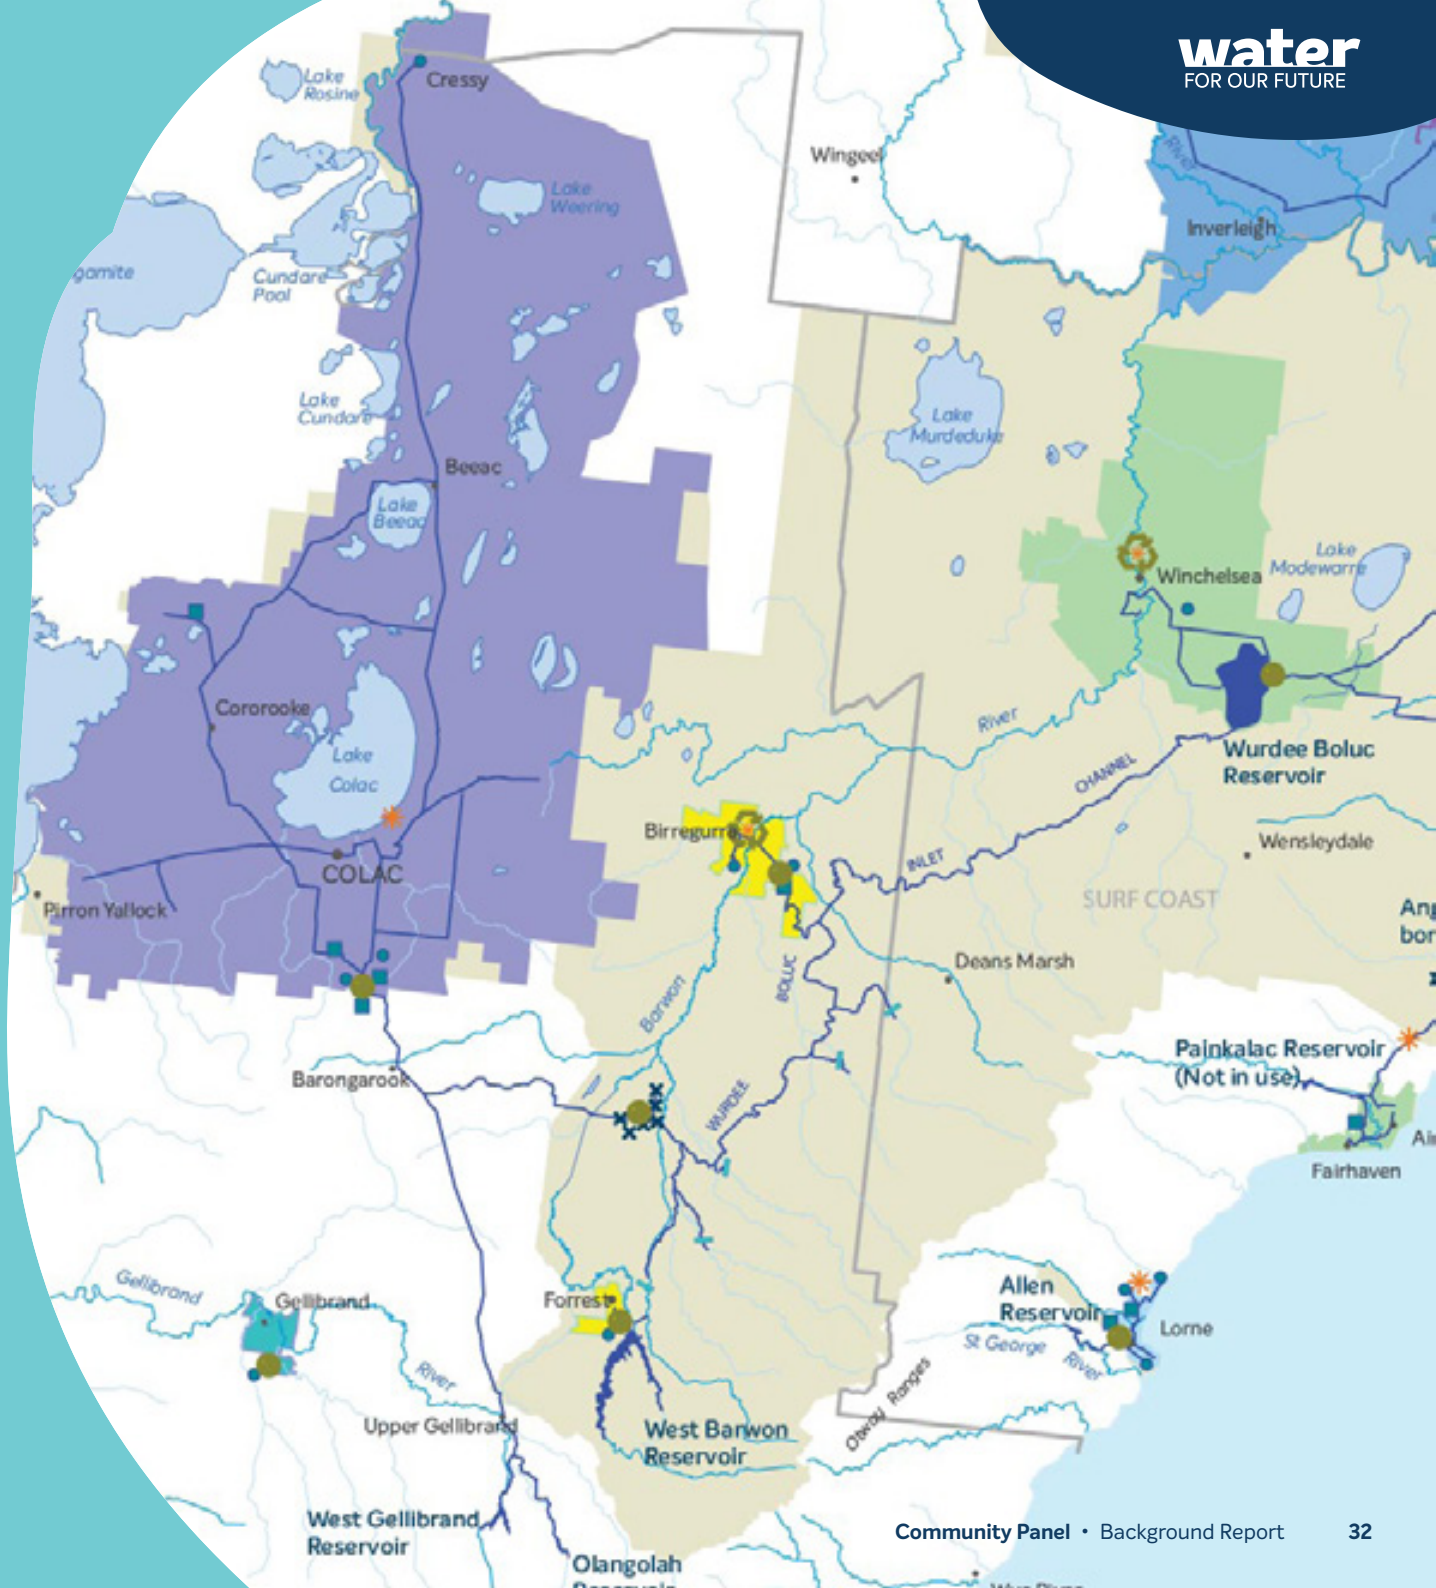 water
FOR OUR FUTURE
Lake
Rosine
Cressy
Wingeel
River
Lake
Weering
Inverleigh
Cundare
Pool
Lake
Cundare
Lake
Murdeduke
Beeac
Lake
Beeac
Lake
Modewarre
Winchelsea
Cororooke
River
Lake
Colac
Wurdee Boluc
Reservoir
CHANNEL
Birregurra
Wensleydale
INLET
COLAC
SURF COAST
Pirron Yallock
Deans Marsh
BOLUC
Barwon
Painkalac Reservoir
(Not in use)
Barongarook
WURDEE
Fairhaven
Gellibrand
Gellibrand
Forrest
Allen
Reservoir
Lorne
St George
River
River
Otway Ranges
Upper Gellibrand
West Barwon
Reservoir
West Gellibrand
Reservoir
Olangolah
Community Panel • Background Report 32